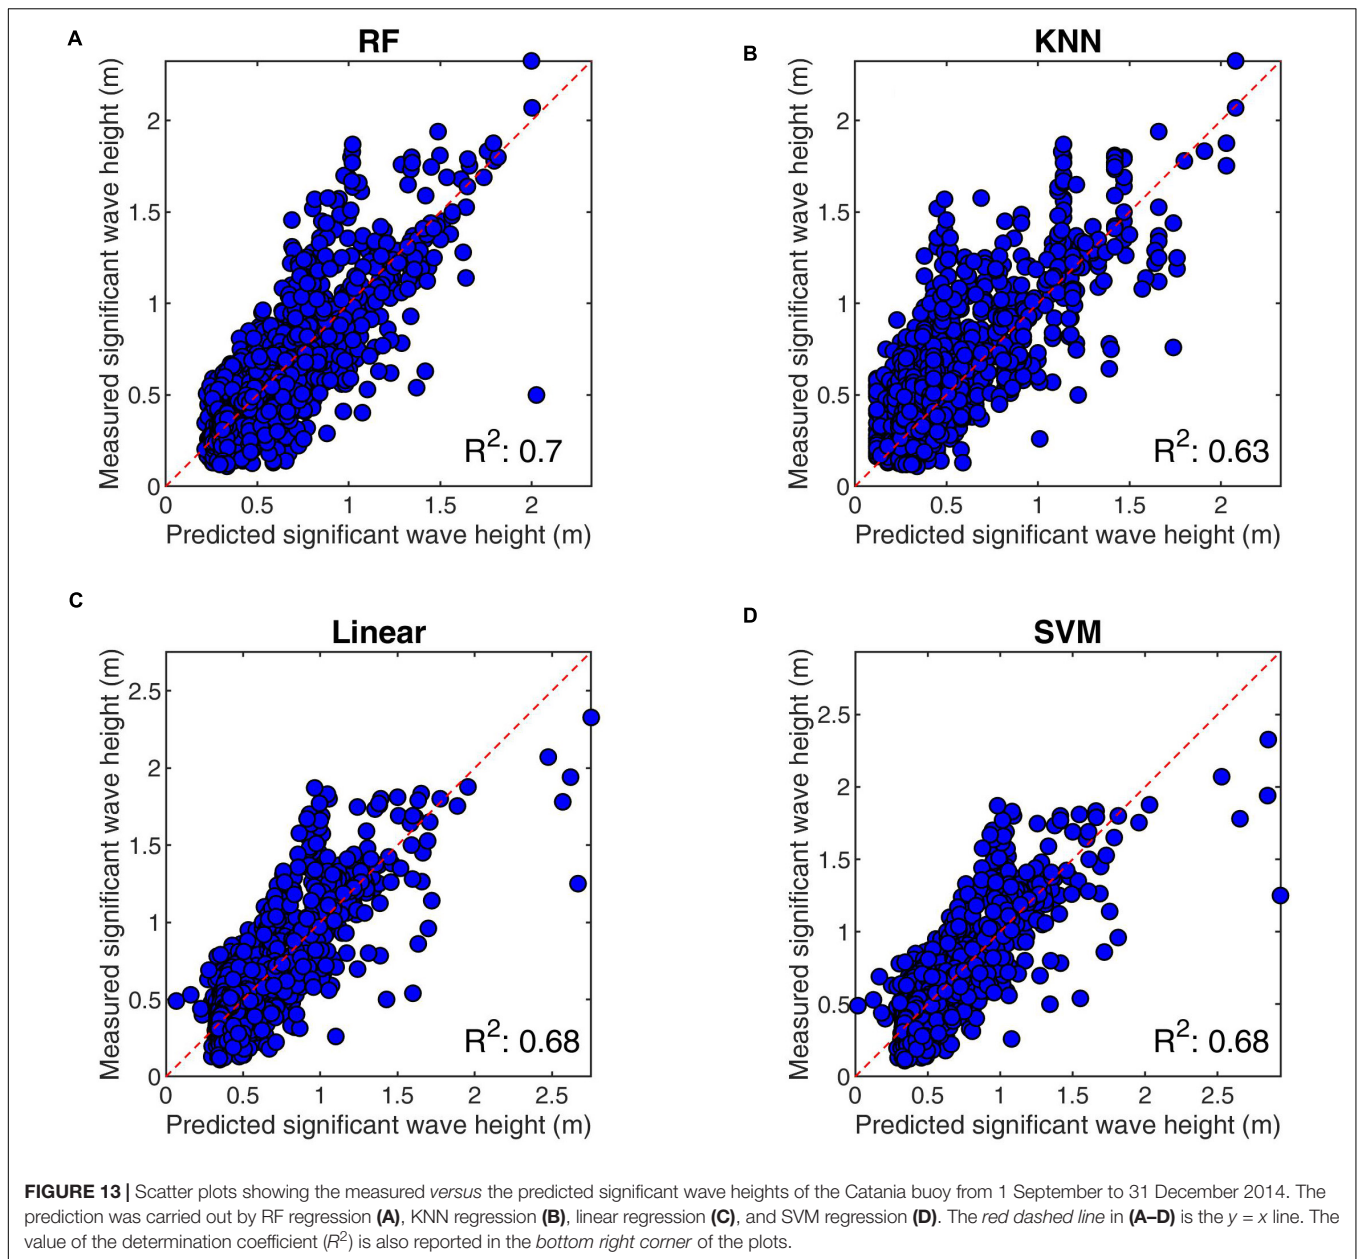 A
RF
Measured significant wave height (m)
2
1.5
1
0.5
0
R²: 0.7
0 0.5 1 1.5 2
Predicted significant wave height (m)
B
KNN
Measured significant wave height (m)
2
1.5
1
0.5
0
R²: 0.63
0 0.5 1 1.5 2
Predicted significant wave height (m)
C
Linear
Measured significant wave height (m)
2.5
2
1.5
1
0.5
0
R²: 0.68
0 0.5 1 1.5 2 2.5
Predicted significant wave height (m)
D
SVM
Measured significant wave height (m)
2.5
2
1.5
1
0.5
0
R²: 0.68
0 0.5 1 1.5 2 2.5
Predicted significant wave height (m)
FIGURE 13 | Scatter plots showing the measured versus the predicted significant wave heights of the Catania buoy from 1 September to 31 December 2014. The
prediction was carried out by RF regression (A), KNN regression (B), linear regression (C), and SVM regression (D). The red dashed line in (A–D) is the y = x line. The
value of the determination coefficient (R²) is also reported in the bottom right corner of the plots.